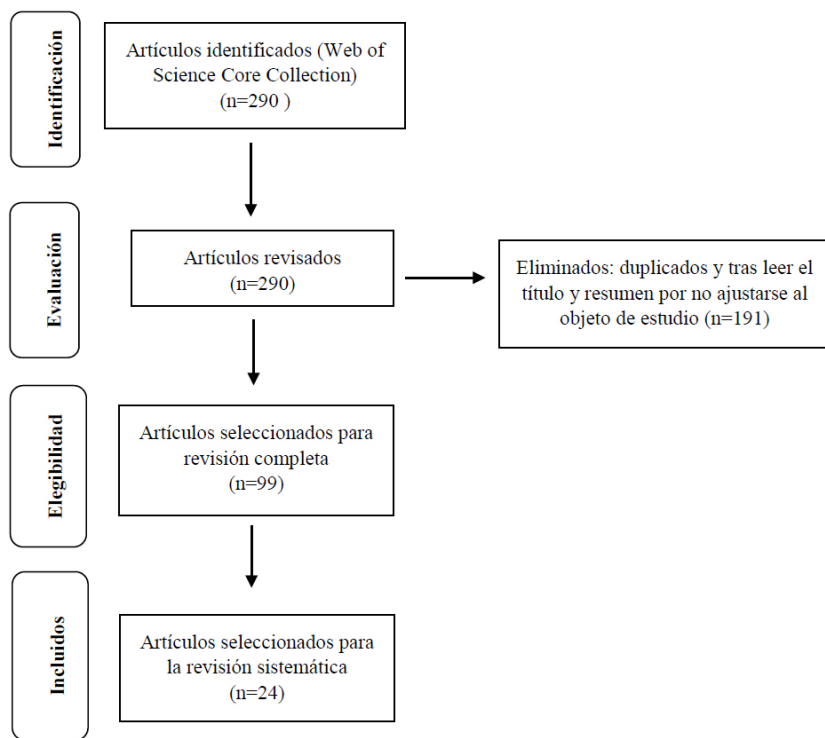 Identificación
Artículos identificados (Web of
Science Core Collection)
(n=290 )
Evaluación
Artículos revisados
(n=290)
Eliminados: duplicados y tras leer el
título y resumen por no ajustarse al
objeto de estudio (n=191)
Elegibilidad
Artículos seleccionados para
revisión completa
(n=99)
Incluidos
Artículos seleccionados para
la revisión sistemática
(n=24)